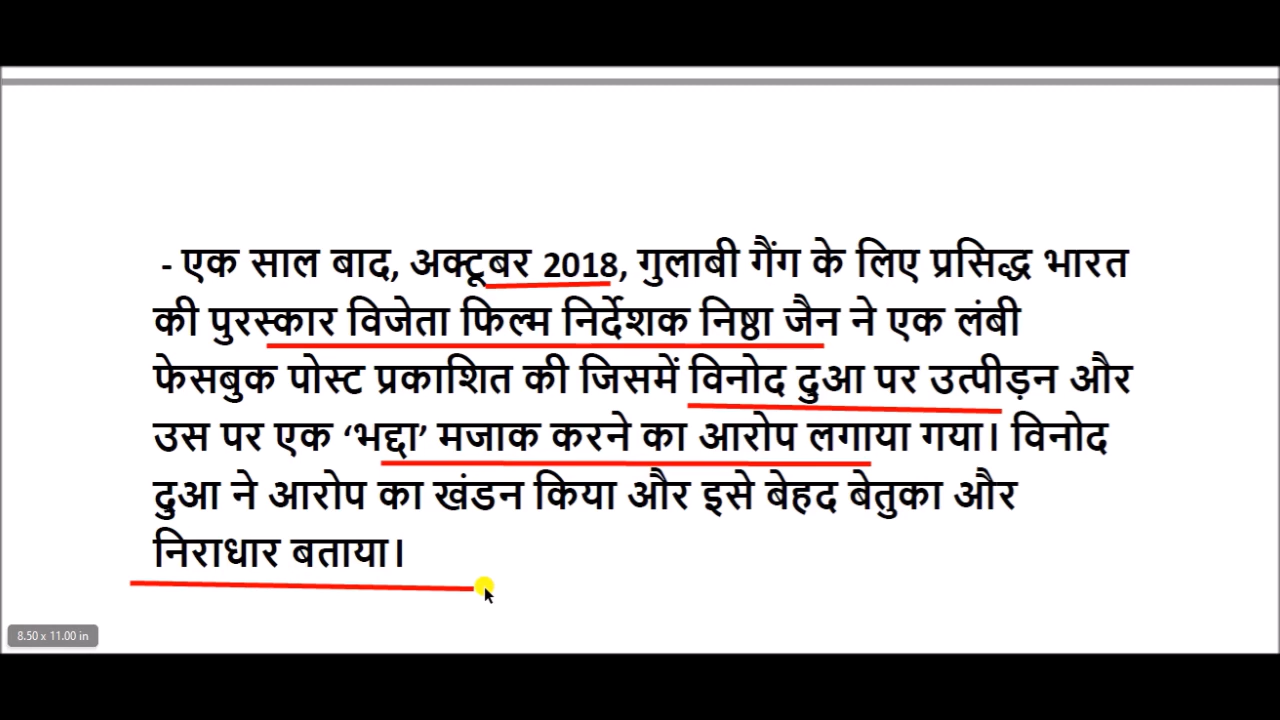 - एक साल बाद, अक्टूबर 2018, गुलाबी गैंग के लिए प्रसिद्ध भारत
की पुरस्कार विजेता फिल्म निर्देशक निष्ठा जैन ने एक लंबी
फेसबुक पोस्ट प्रकाशित की जिसमें विनोद दुआ पर उत्पीड़न और
उस पर एक ‘भद्दा’ मजाक करने का आरोप लगाया गया। विनोद
दुआ ने आरोप का खंडन किया और इसे बेहद बेतुका और
निराधार बताया।
8.50 x 11.00 in